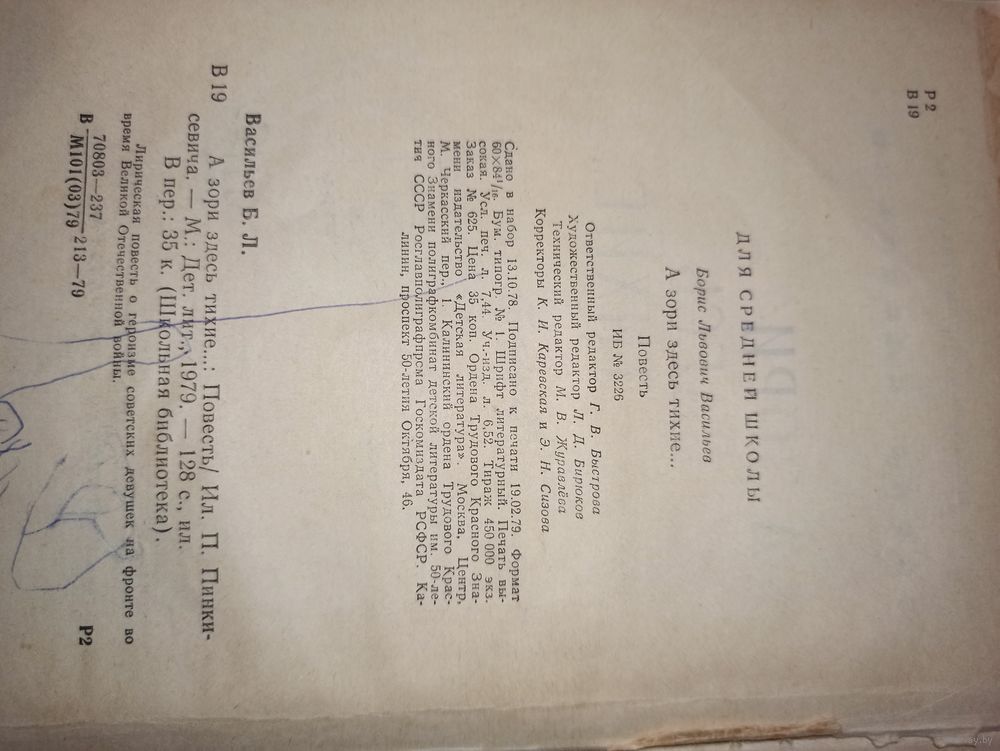 Р2
В 19
ДЛЯ СРЕДНЕЙ ШКОЛЫ
Борис Львович Васильев
А зори здесь тихие...
Повесть
ИБ № 3226
Ответственный редактор Г. В. Быстрова
Художественный редактор Л. Д. Бирюков
Технический редактор М. В. Журавлёва
Корректоры К. И. Каревская и Э. Н. Сизова
Сдано в набор 13.10.78. Подписано к печати 19.02.79. Формат
60×84¹/₁₆. Бум. типогр. № 1. Шрифт литературный. Печать вы-
сокая. Усл. печ. л. 7,44. Уч.-изд. л. 6,52. Тираж 450 000 экз.
Заказ № 625. Цена 35 коп. Ордена Трудового Красного Зна-
мени издательство «Детская литература». Москва, Центр,
М. Черкасский пер., 1. Калининский ордена Трудового Крас-
ного Знамени полиграфкомбинат детской литературы им. 50-ле-
тия СССР Росглавполиграфпрома Госкомиздата РСФСР. Ка-
линин, проспект 50-летия Октября, 46.
Васильев Б. Л.
В 19 А зори здесь тихие...: Повесть/ Ил. П. Пинки-
севича. — М.: Дет. лит., 1979. — 128 с., ил.
В пер.: 35 к. (Школьная библиотека).
Лирическая повесть о героизме советских девушек на фронте во
время Великой Отечественной войны.
70803—237
В М101(03)79 213—79 Р2
ay.by